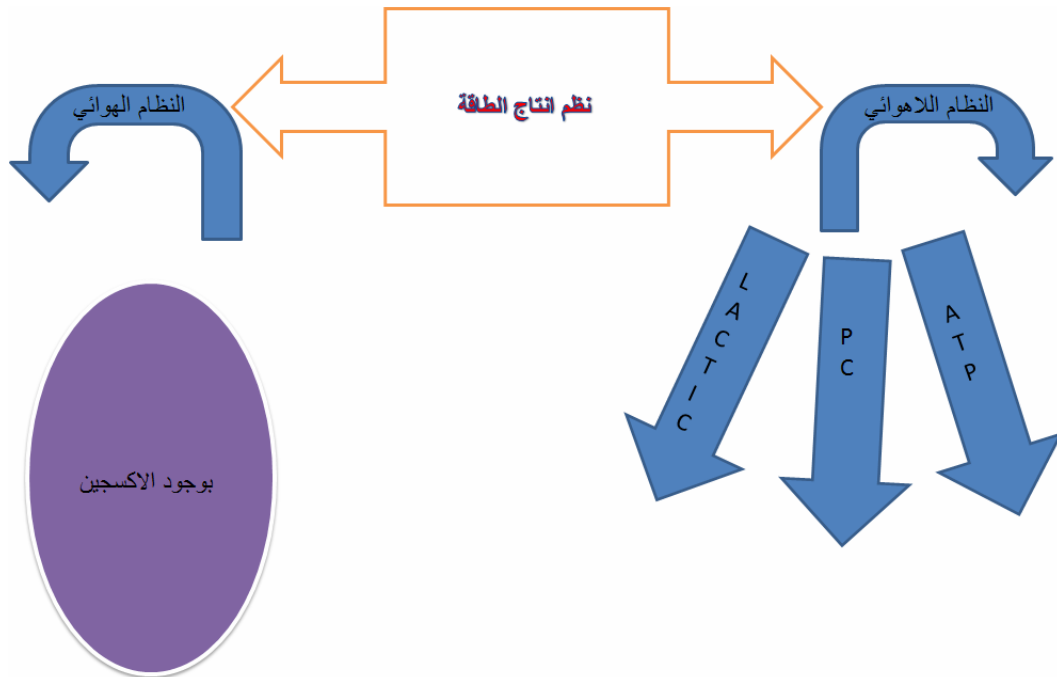 نظم انتاج الطاقة
النظام اللاهوائي
النظام الهوائي
ATP
PC
LACTIC
بوجود الاكسجين